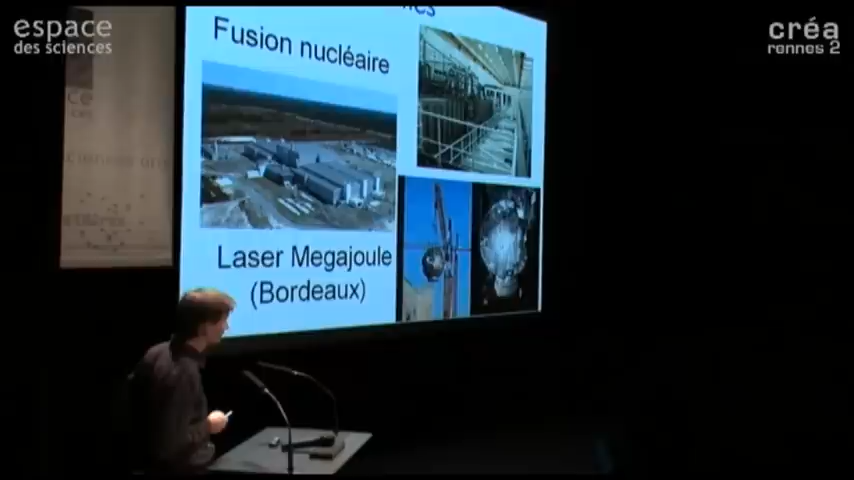 espace
des sciences
créa
rennes 2
Fusion nucléaire
Laser Megajoule
(Bordeaux)